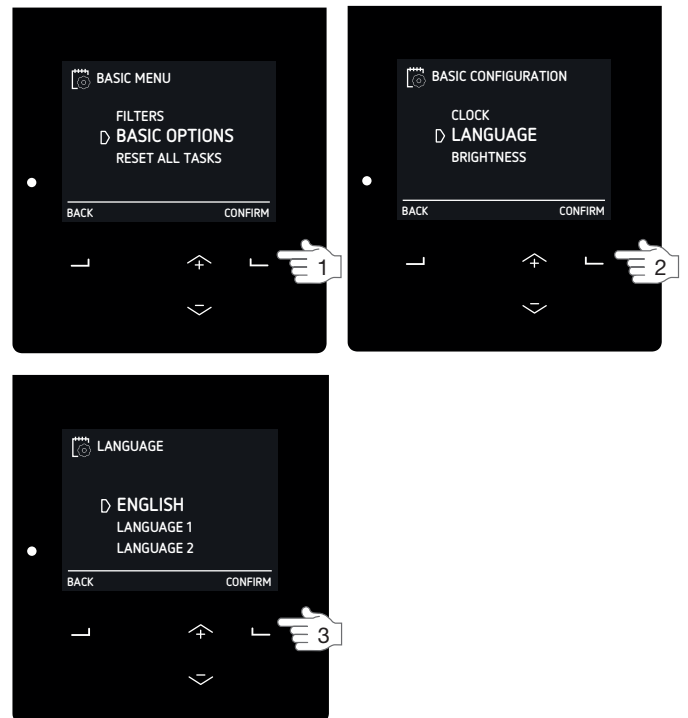 BASIC MENU
FILTERS
BASIC OPTIONS
RESET ALL TASKS
BACK CONFIRM
1
BASIC CONFIGURATION
CLOCK
LANGUAGE
BRIGHTNESS
BACK CONFIRM
2
LANGUAGE
ENGLISH
LANGUAGE 1
LANGUAGE 2
BACK CONFIRM
3